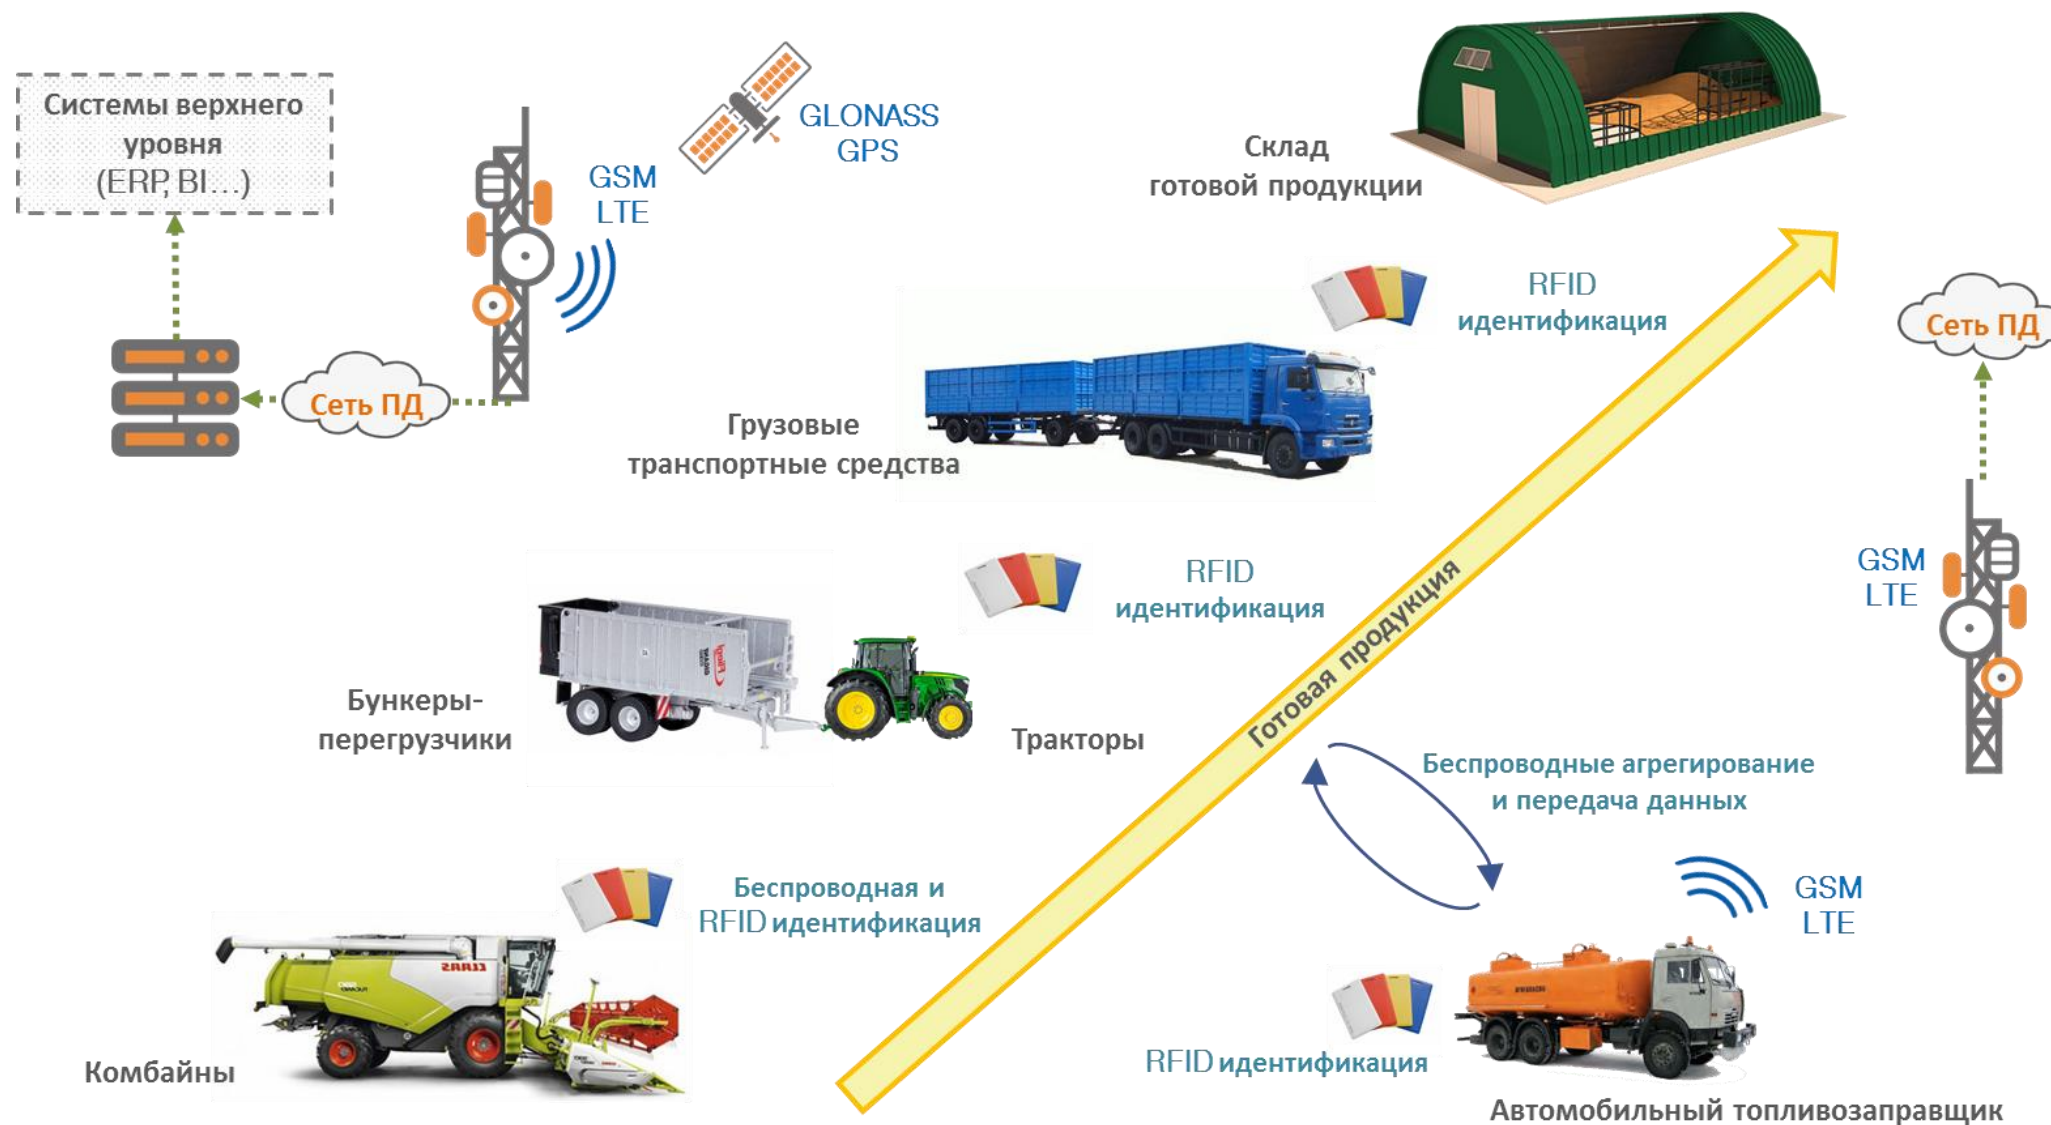 Системы верхнего
уровня
(ERP, BI...)
GSM
LTE
GLONASS
GPS
Склад
готовой продукции
RFID
идентификация
Сеть ПД
Сеть ПД
Грузовые
транспортные средства
RFID
идентификация
GSM
LTE
Бункеры-
перегрузчики
Тракторы
Готовая продукция
Беспроводные агрегирование
и передача данных
Беспроводная и
RFID идентификация
GSM
LTE
CLAAS
RFID идентификация
Комбайны
Автомобильный топливозаправщик